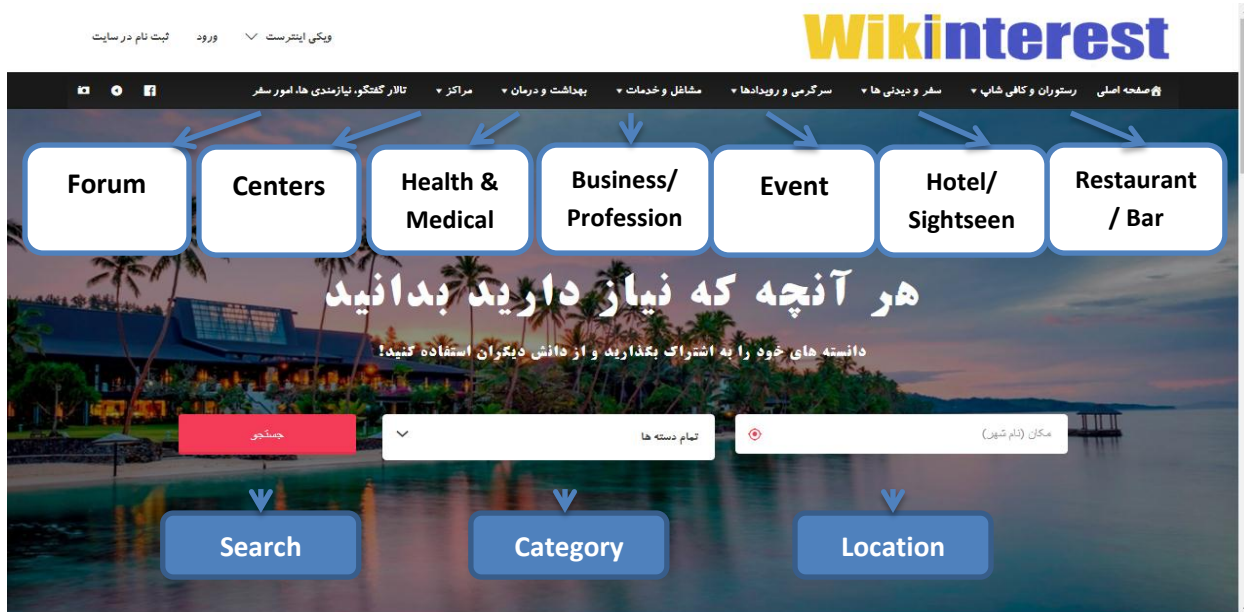 Wikinterest
ویکی اینترست ورود ثبت نام در سایت
صفحه اصلی رستوران و کافی شاپ سفر و دیدنی ها سرگرمی و رویدادها مشاغل و خدمات بهداشت و درمان مراکز تالار گفتگو، نیازمندی ها، امور سفر
Forum
Centers
Health &
Medical
Business/
Profession
Event
Hotel/
Sightseen
Restaurant
/ Bar
هر آنچه که نیاز دارید بدانید
دانسته های خود را به اشتراک بگذارید و از دانش دیگران استفاده کنید!
مکان (نام شهر)
تمام دسته ها
جستجو
Search
Category
Location